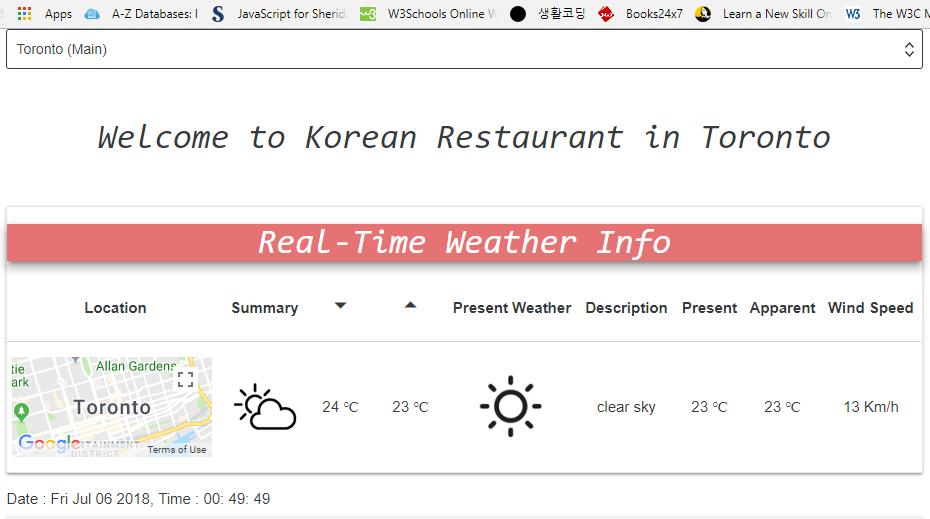 Apps A-Z Databases: JavaScript for Sherid W3Schools Online W 생활코딩 Books24x7 Learn a New Skill On The W3C M
Toronto (Main)
Welcome to Korean Restaurant in Toronto
Real-Time Weather Info
Location Summary Present Weather Description Present Apparent Wind Speed
Allan Gardens
tie
ark
Toronto
24 °C 23 °C clear sky 23 °C 23 °C 13 Km/h
Google
RTAINMENT
DISTRICT
Terms of Use
Date : Fri Jul 06 2018, Time : 00: 49: 49